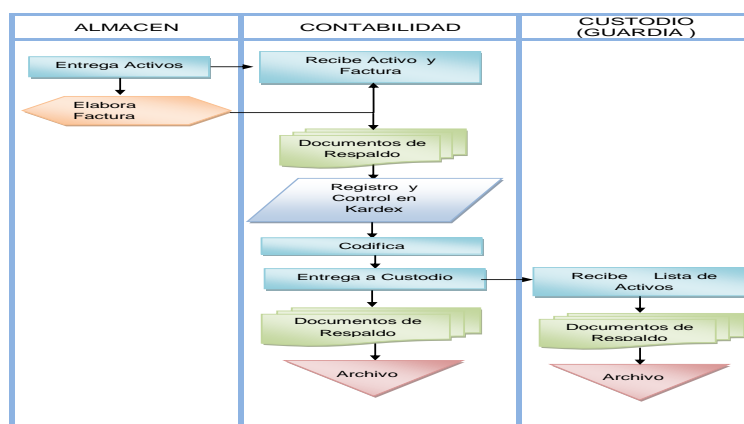 ALMACEN
CONTABILIDAD
CUSTODIO
(GUARDIA )
Entrega Activos
Elabora
Factura
Recibe Activo y
Factura
Documentos de
Respaldo
Registro y
Control en
Kardex
Codifica
Entrega a Custodio
Documentos de
Respaldo
Archivo
Recibe Lista de
Activos
Documentos de
Respaldo
Archivo